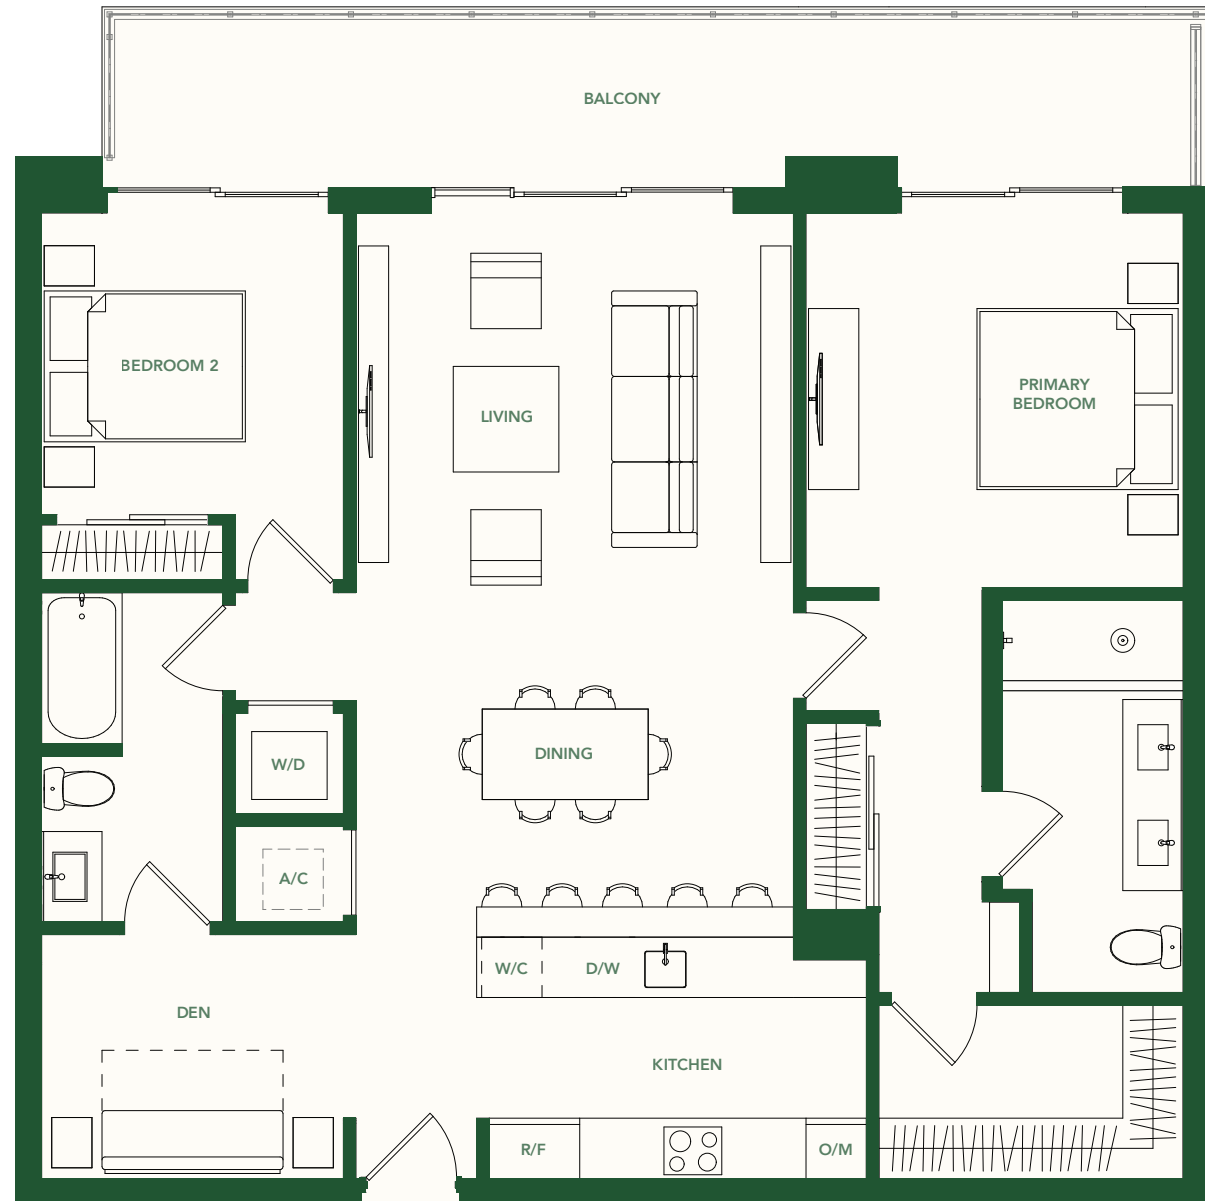 BALCONY
BEDROOM 2
LIVING
PRIMARY
BEDROOM
DINING
W/D
A/C
W/C
D/W
DEN
KITCHEN
R/F
O/M